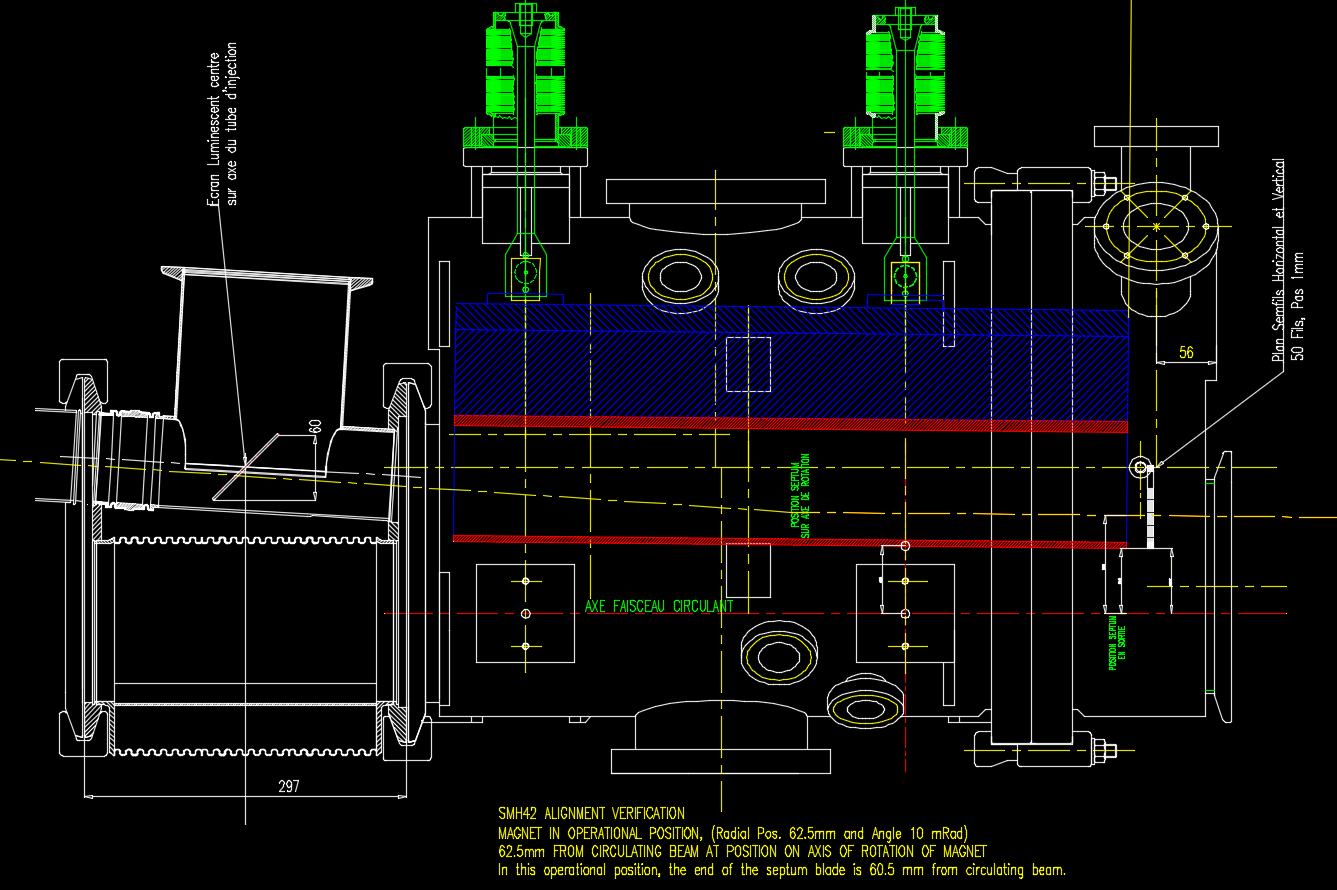 Ecran Luminescent centre
sur axe du tube d'injection
60
POSITION SEPTUM
SUR AXE DE ROTATION
AXE FAISCEAU CIRCULANT
56
Plan Semfils Horizontal et Vertical
50 Fils, Pas 1mm
POSITION SEPTUM
EN SORTIE
297
SMH42 ALIGNMENT VERIFICATION
MAGNET IN OPERATIONAL POSITION, (Radial Pos. 62.5mm and Angle 10 mRad)
62.5mm FROM CIRCULATING BEAM AT POSITION ON AXIS OF ROTATION OF MAGNET
In this operational position, the end of the septum blade is 60.5 mm from circulating beam.